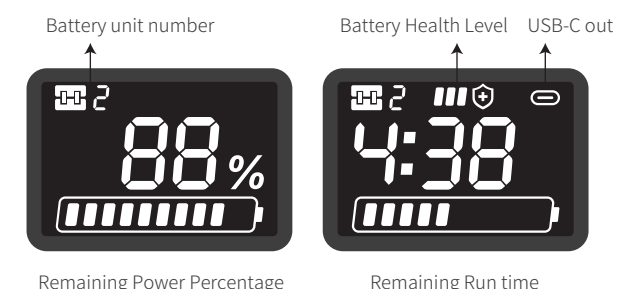 Battery unit number
Battery Health Level
USB-C out
2
88%
2
4:38
Remaining Power Percentage
Remaining Run time